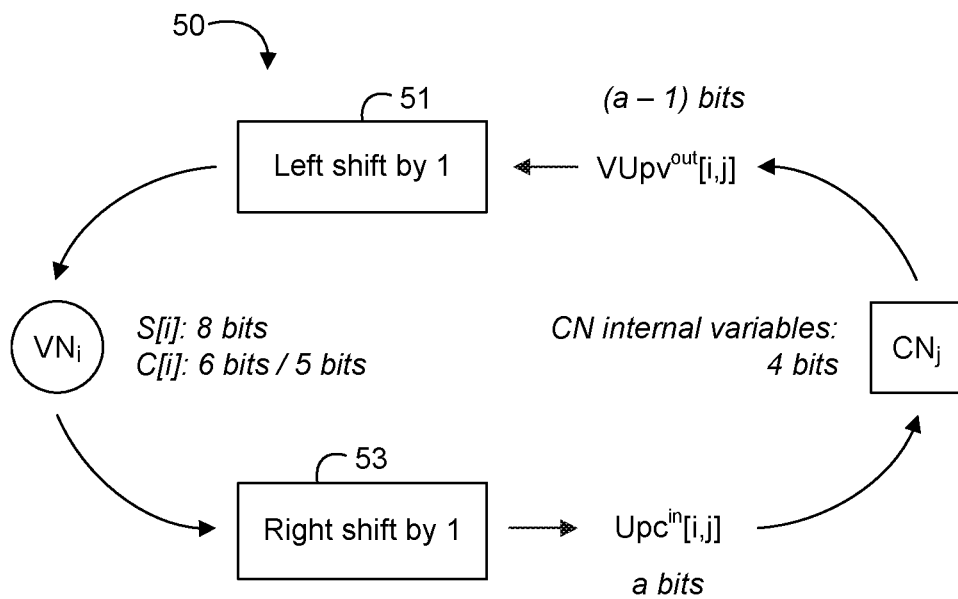 50
51
(a – 1) bits
Left shift by 1
VUpv^out[i,j]
VN_i
S[i]: 8 bits
C[i]: 6 bits / 5 bits
CN internal variables:
4 bits
CN_j
53
Right shift by 1
Upc^in[i,j]
a bits